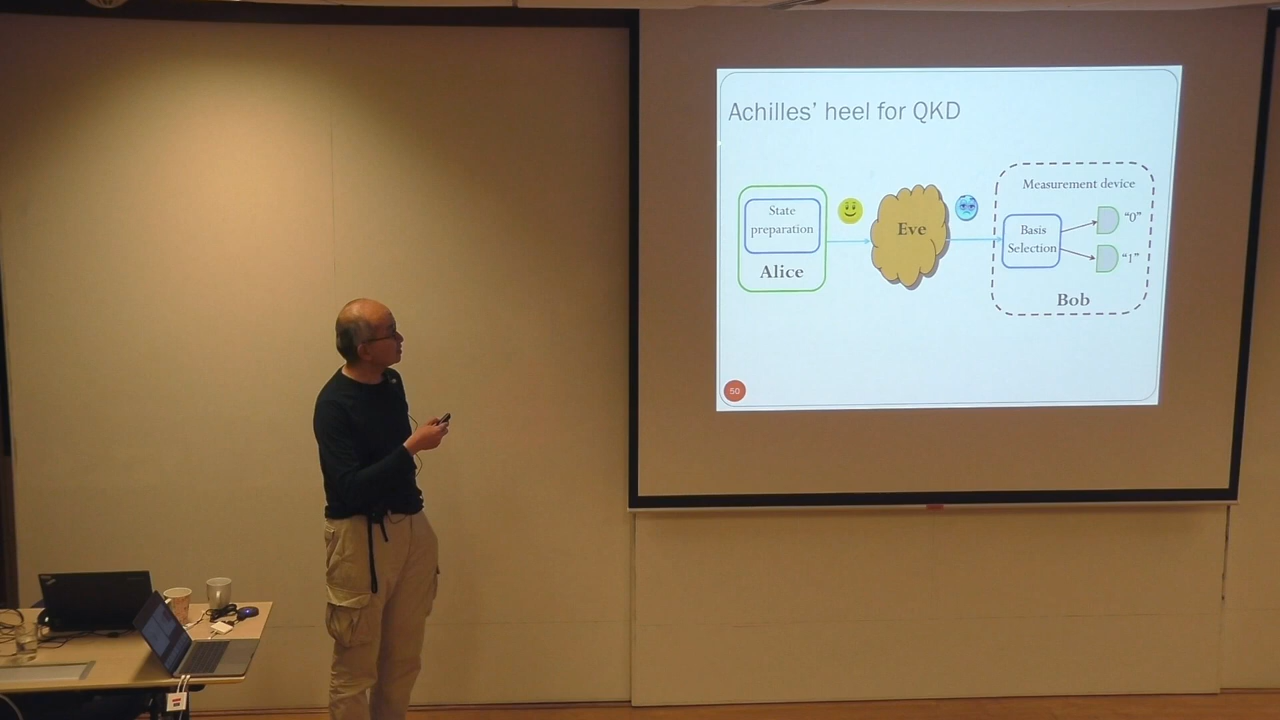 Achilles’ heel for QKD
State
preparation
Alice
Eve
Measurement device
Basis
Selection
“0”
“1”
Bob
50